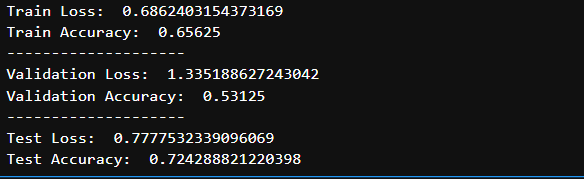 Train Loss:  0.6862403154373169
Train Accuracy:  0.65625
--------------------
Validation Loss:  1.335188627243042
Validation Accuracy:  0.53125
--------------------
Test Loss:  0.7777532339096069
Test Accuracy:  0.724288821220398